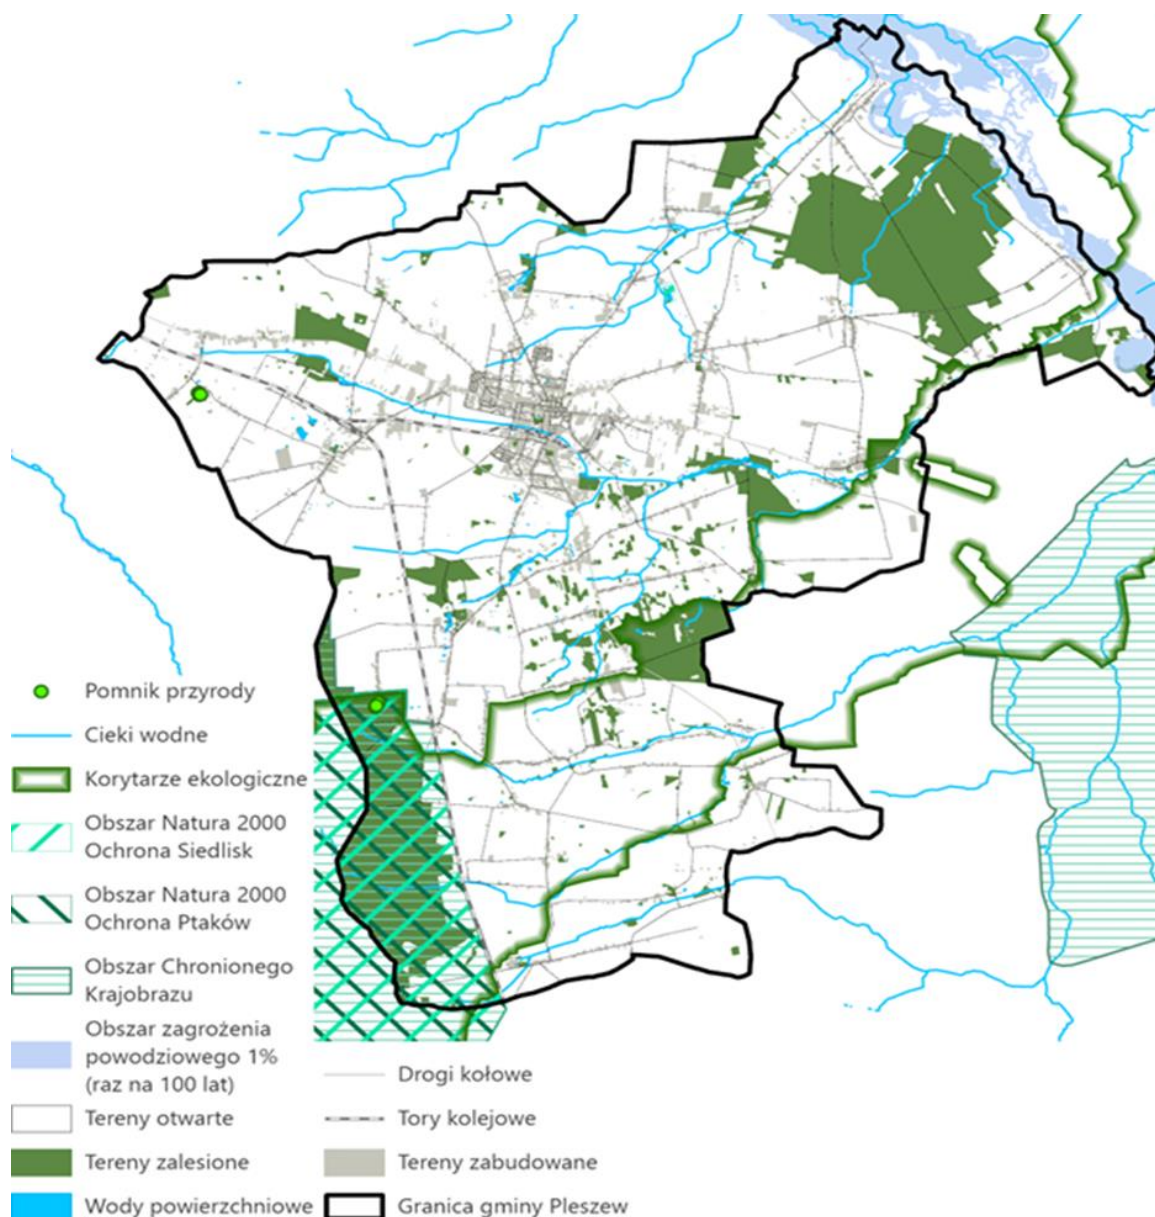 Pomnik przyrody
Cieki wodne
Korytarze ekologiczne
Obszar Natura 2000
Ochrona Siedlisk
Obszar Natura 2000
Ochrona Ptaków
Obszar Chronionego
Krajobrazu
Obszar zagrożenia
powodziowego 1%
(raz na 100 lat)
Tereny otwarte
Tereny zalesione
Wody powierzchniowe
Drogi kołowe
Tory kolejowe
Tereny zabudowane
Granica gminy Pleszew